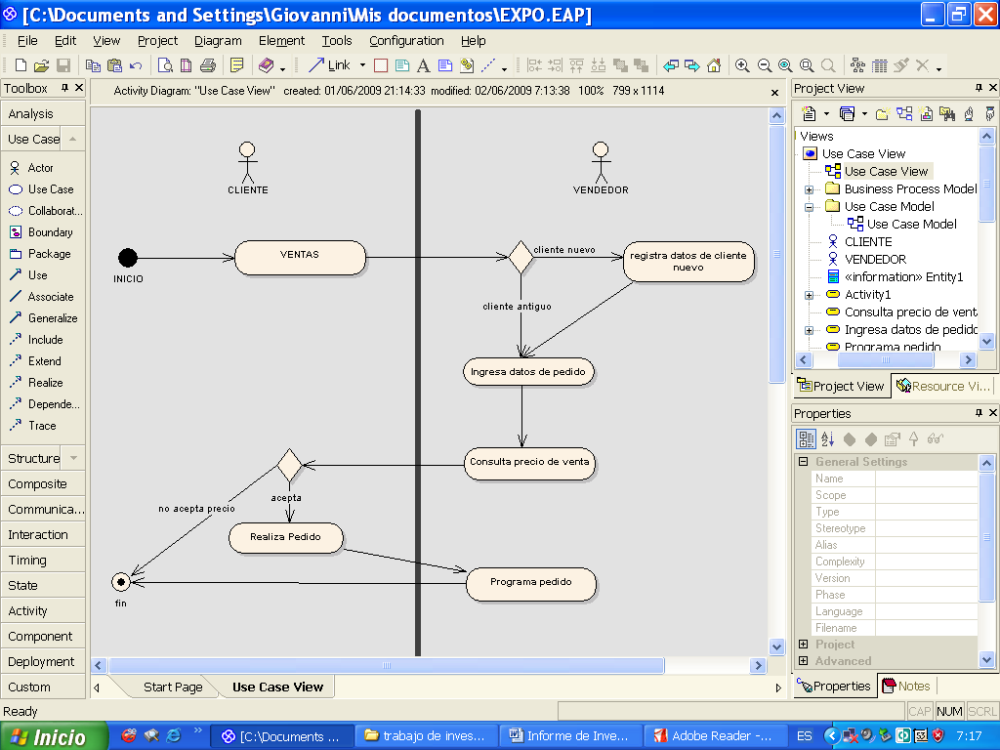 [C:\Documents and Settings\Giovanni\Mis documentos\EXPO.EAP]
File Edit View Project Diagram Element Tools Configuration Help
Link
Toolbox
Analysis
Use Case
Actor
Use Case
Collaborat...
Boundary
Package
Use
Associate
Generalize
Include
Extend
Realize
Depende...
Trace
Structure
Composite
Communica...
Interaction
Timing
State
Activity
Component
Deployment
Custom
Activity Diagram: "Use Case View" created: 01/06/2009 21:14:33 modified: 02/06/2009 7:13:38 100% 799 x 1114
CLIENTE
VENDEDOR
INICIO
VENTAS
cliente nuevo
registra datos de cliente
nuevo
cliente antiguo
Ingresa datos de pedido
Consulta precio de venta
acepta
no acepta precio
Realiza Pedido
Programa pedido
fin
Start Page
Use Case View
Project View
Views
Use Case View
Use Case View
Business Process Model
Use Case Model
Use Case Model
CLIENTE
VENDEDOR
«information» Entity1
Activity1
Consulta precio de vent
Ingresa datos de pedido
Programa pedido
Project View
Resource Vi...
Properties
General Settings
Name
Scope
Type
Stereotype
Alias
Complexity
Version
Phase
Language
Filename
Project
Advanced
Properties
Notes
Ready
CAP NUM SCRL
Inicio
»
[C:\Documents ...
trabajo de inves...
Informe de Inve...
Adobe Reader -...
ES
7:17